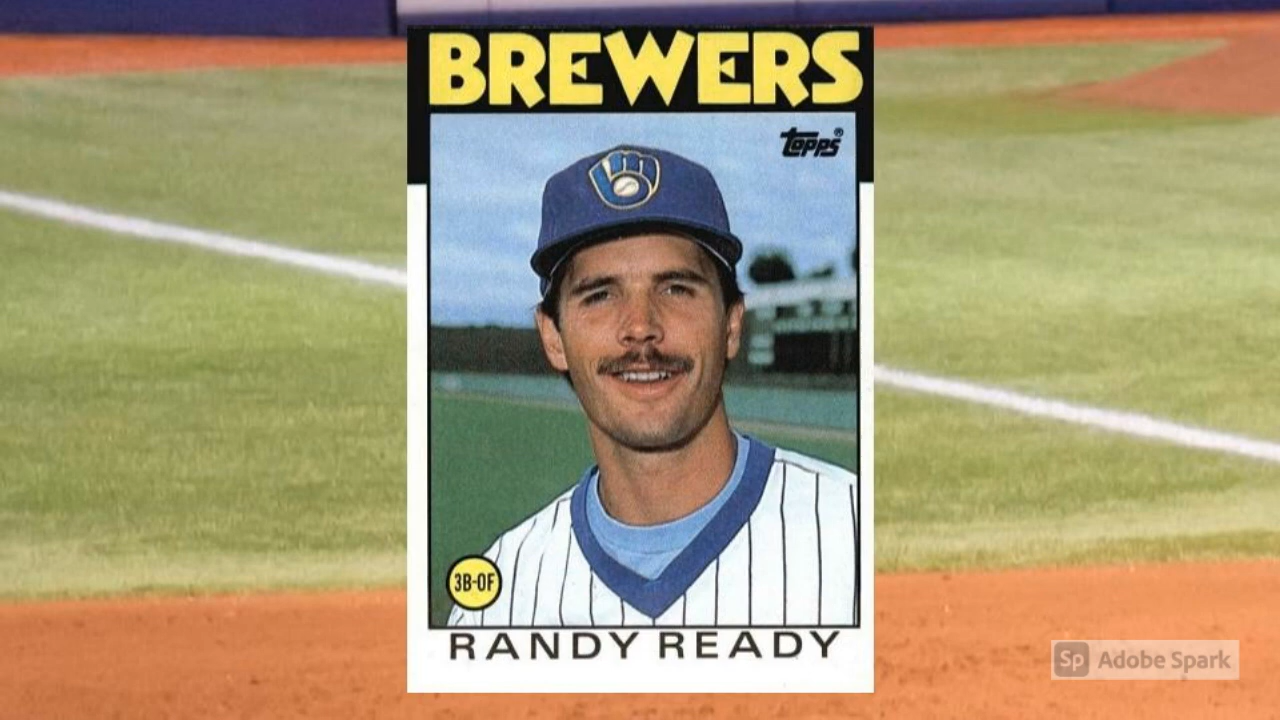 BREWERS
Topps®
3B-OF
RANDY READY
Sp Adobe Spark